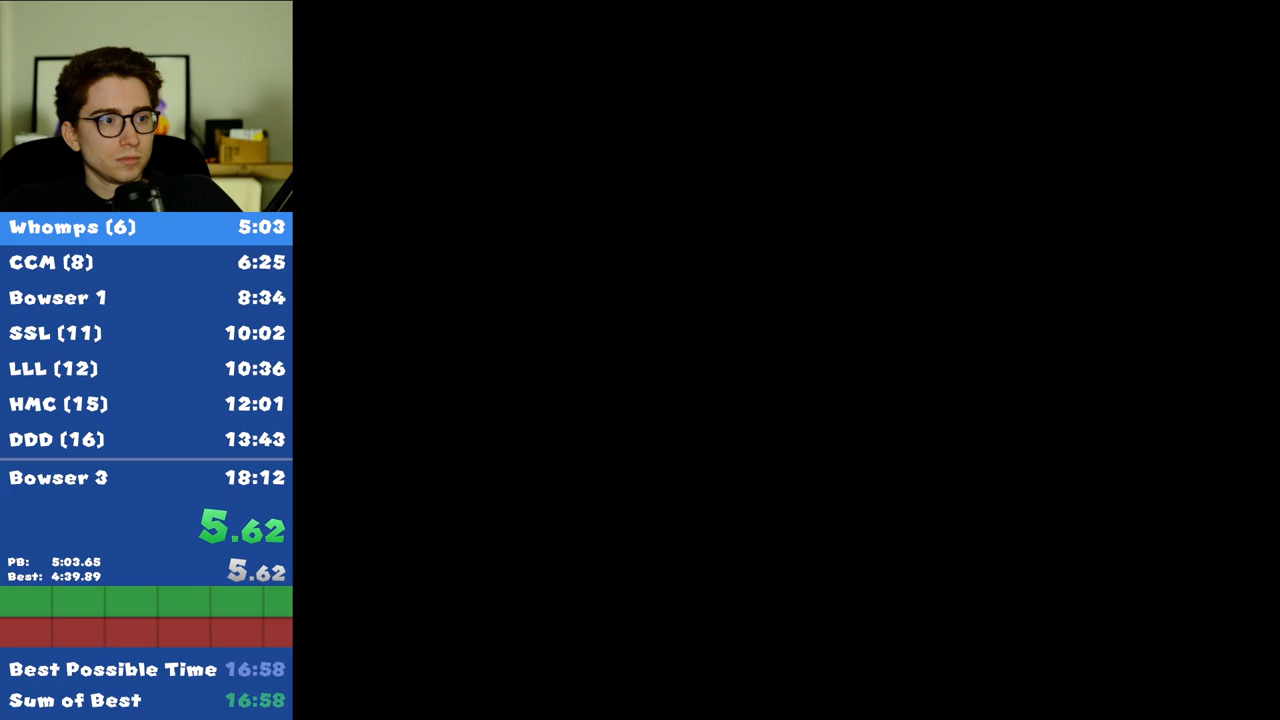 Whomps (6) 5:03
CCM (8) 6:25
Bowser 1 8:34
SSL (11) 10:02
LLL (12) 10:36
HMC (15) 12:01
DDD (16) 13:43
Bowser 3 18:12
5.62
PB: 5:03.65
Best: 4:39.89 5.62
Best Possible Time 16:58
Sum of Best 16:58